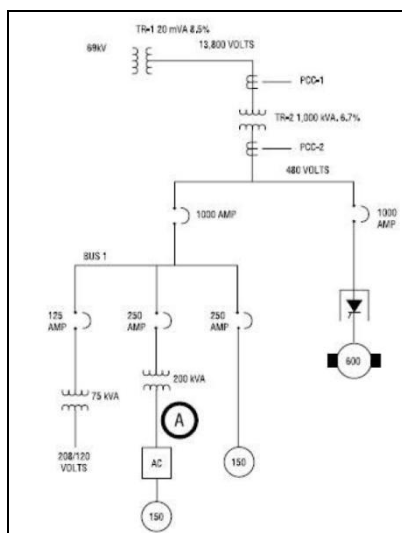 TR-1 20 mVA 8.5%
69kV
13,800 VOLTS
PCC-1
TR-2 1,000 kVA, 6.7%
PCC-2
480 VOLTS
1000 AMP
1000
AMP
BUS 1
125
AMP
250
AMP
250
AMP
200 kVA
75 kVA
600
A
208/120
VOLTS
AC
150
150